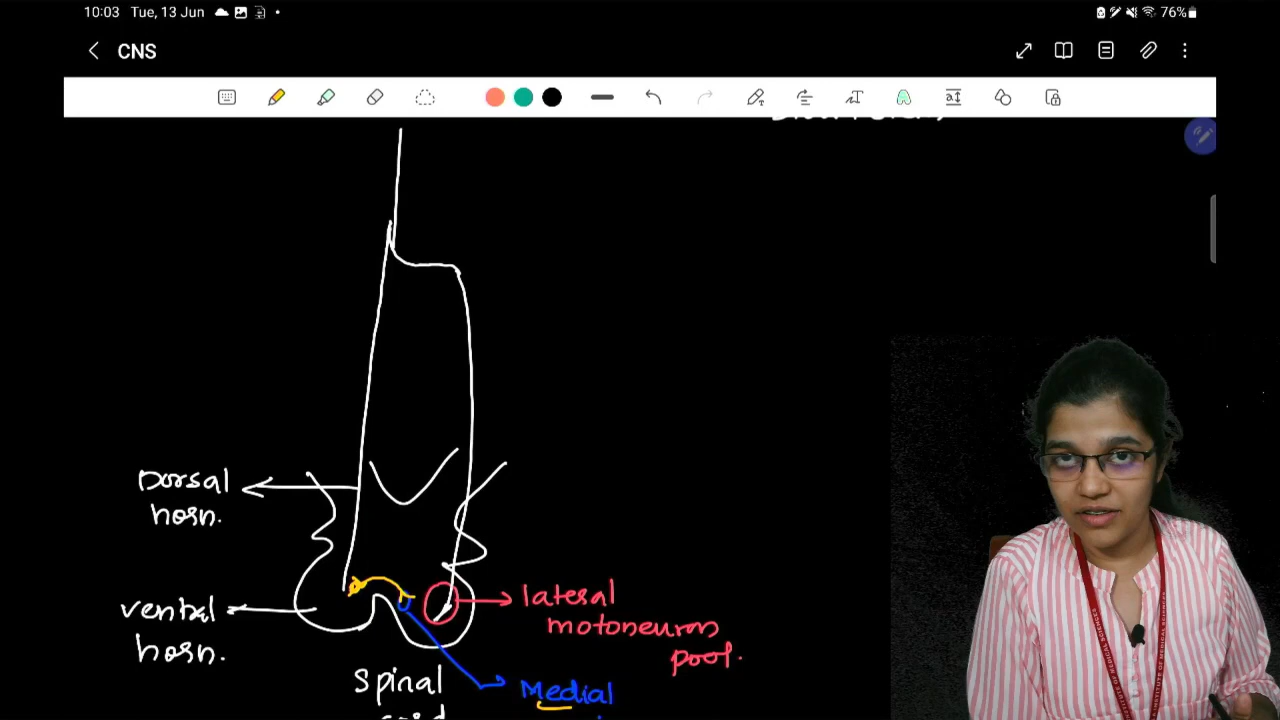 10:03 Tue, 13 Jun
76%
CNS
Dorsal
horn.
ventral
horn.
lateral
motoneuron
pool.
Spinal
Medial